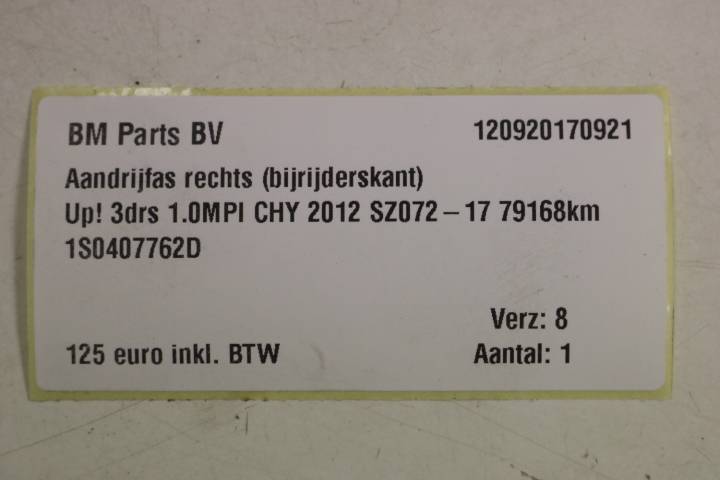 BM Parts BV 120920170921
Aandrijfas rechts (bijrijderskant)
Up! 3drs 1.0MPI CHY 2012 SZ072 – 17 79168km
1S0407762D
Verz: 8
125 euro inkl. BTW Aantal: 1